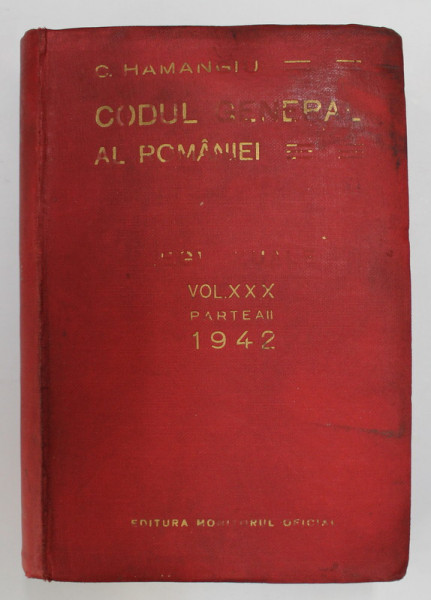 C. HAMANGIU
CODUL GENERAL
AL ROMÂNIEI
VOL. XXX
PARTEA II
1942
EDITURA MONITORUL OFICIAL